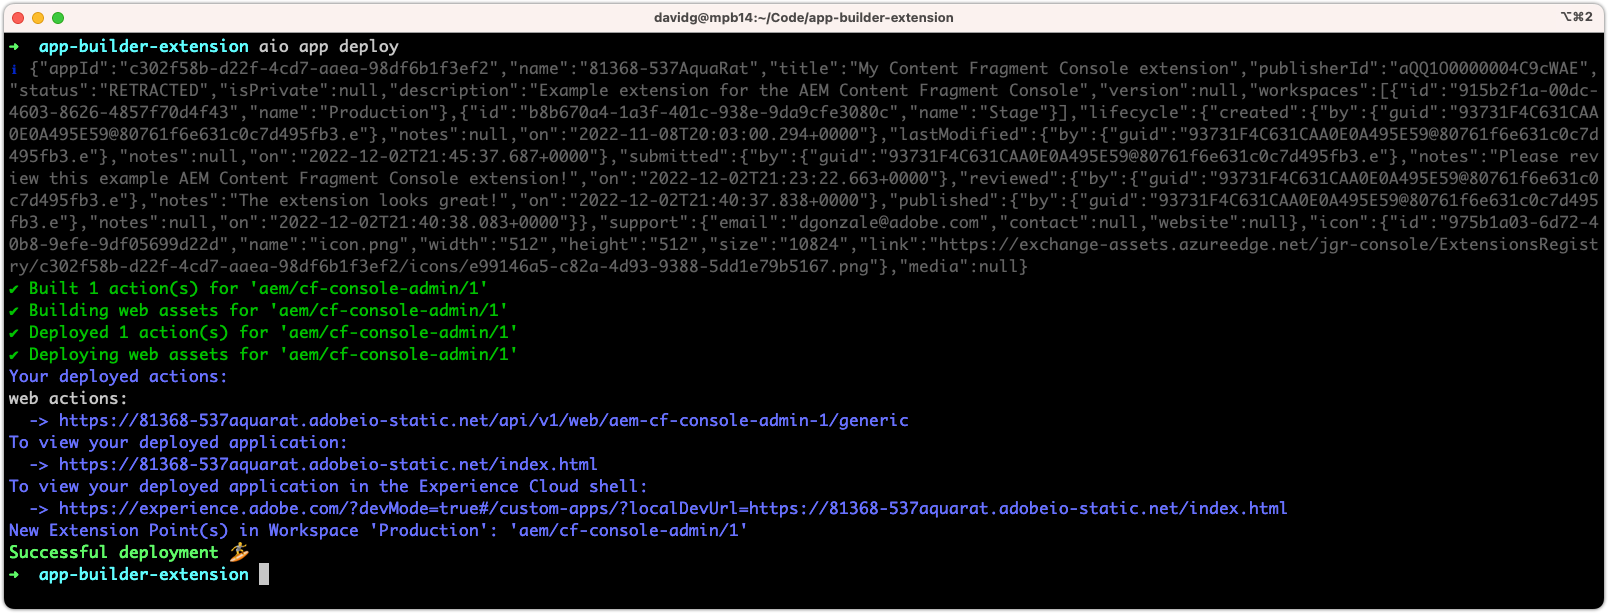 davidg@mpb14:~/Code/app-builder-extension
⌥⌘2
➜ app-builder-extension aio app deploy
ℹ {"appId":"c302f58b-d22f-4cd7-aaea-98df6b1f3ef2","name":"81368-537AquaRat","title":"My Content Fragment Console extension","publisherId":"aQQ1O0000004C9cWAE",
"status":"RETRACTED","isPrivate":null,"description":"Example extension for the AEM Content Fragment Console","version":null,"workspaces":[{"id":"915b2f1a-00dc-
4603-8626-4857f70d4f43","name":"Production"},{"id":"b8b670a4-1a3f-401c-938e-9da9cfe3080c","name":"Stage"}],"lifecycle":{"created":{"by":{"guid":"93731F4C631CAA
0E0A495E59@80761f6e631c0c7d495fb3.e"},"notes":null,"on":"2022-11-08T20:03:00.294+0000"},"lastModified":{"by":{"guid":"93731F4C631CAA0E0A495E59@80761f6e631c0c7d
495fb3.e"},"notes":null,"on":"2022-12-02T21:45:37.687+0000"},"submitted":{"by":{"guid":"93731F4C631CAA0E0A495E59@80761f6e631c0c7d495fb3.e"},"notes":"Please rev
iew this example AEM Content Fragment Console extension!","on":"2022-12-02T21:23:22.663+0000"},"reviewed":{"by":{"guid":"93731F4C631CAA0E0A495E59@80761f6e631c0
c7d495fb3.e"},"notes":"The extension looks great!","on":"2022-12-02T21:40:37.838+0000"},"published":{"by":{"guid":"93731F4C631CAA0E0A495E59@80761f6e631c0c7d495
fb3.e"},"notes":null,"on":"2022-12-02T21:40:38.083+0000"}},"support":{"email":"dgonzale@adobe.com","contact":null,"website":null},"icon":{"id":"975b1a03-6d72-4
0b8-9efe-9df05699d22d","name":"icon.png","width":"512","height":"512","size":"10824","link":"https://exchange-assets.azureedge.net/jgr-console/ExtensionsRegist
ry/c302f58b-d22f-4cd7-aaea-98df6b1f3ef2/icons/e99146a5-c82a-4d93-9388-5dd1e79b5167.png"},"media":null}
✔ Built 1 action(s) for 'aem/cf-console-admin/1'
✔ Building web assets for 'aem/cf-console-admin/1'
✔ Deployed 1 action(s) for 'aem/cf-console-admin/1'
✔ Deploying web assets for 'aem/cf-console-admin/1'
Your deployed actions:
web actions:
-> https://81368-537aquarat.adobeio-static.net/api/v1/web/aem-cf-console-admin-1/generic
To view your deployed application:
-> https://81368-537aquarat.adobeio-static.net/index.html
To view your deployed application in the Experience Cloud shell:
-> https://experience.adobe.com/?devMode=true#/custom-apps/?localDevUrl=https://81368-537aquarat.adobeio-static.net/index.html
New Extension Point(s) in Workspace 'Production': 'aem/cf-console-admin/1'
Successful deployment 🏄
➜ app-builder-extension